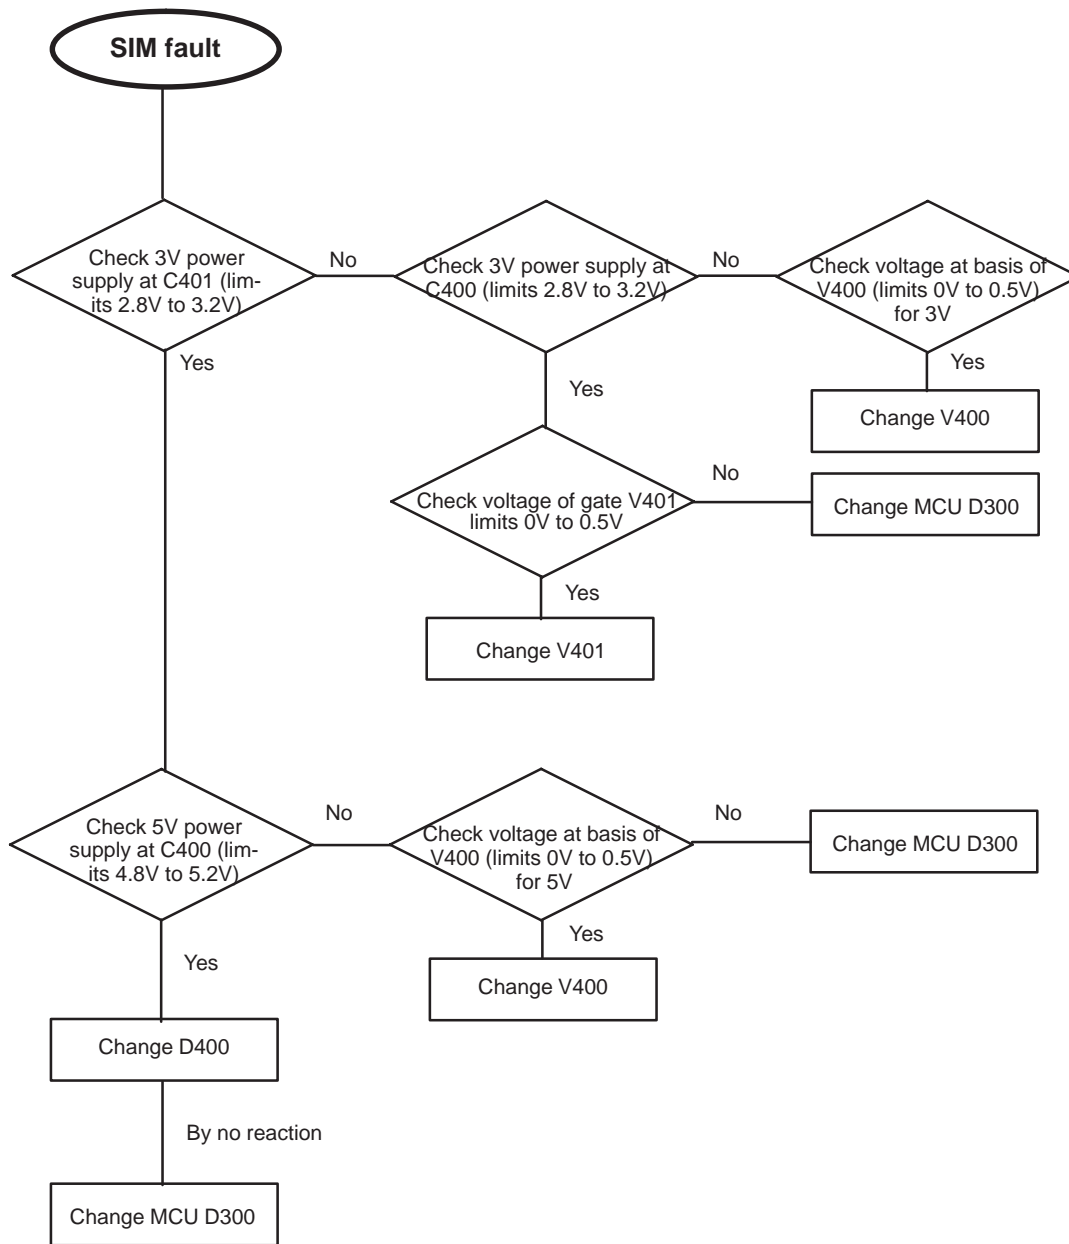 SIM fault
Check 3V power
supply at C401 (lim-
its 2.8V to 3.2V)
No
Check 3V power supply at
C400 (limits 2.8V to 3.2V)
No
Check voltage at basis of
V400 (limits 0V to 0.5V)
for 3V
Yes
Yes
Yes
Change V400
Check voltage of gate V401
limits 0V to 0.5V
No
Change MCU D300
Yes
Change V401
Check 5V power
supply at C400 (lim-
its 4.8V to 5.2V)
No
Check voltage at basis of
V400 (limits 0V to 0.5V)
for 5V
No
Change MCU D300
Yes
Yes
Change V400
Change D400
By no reaction
Change MCU D300